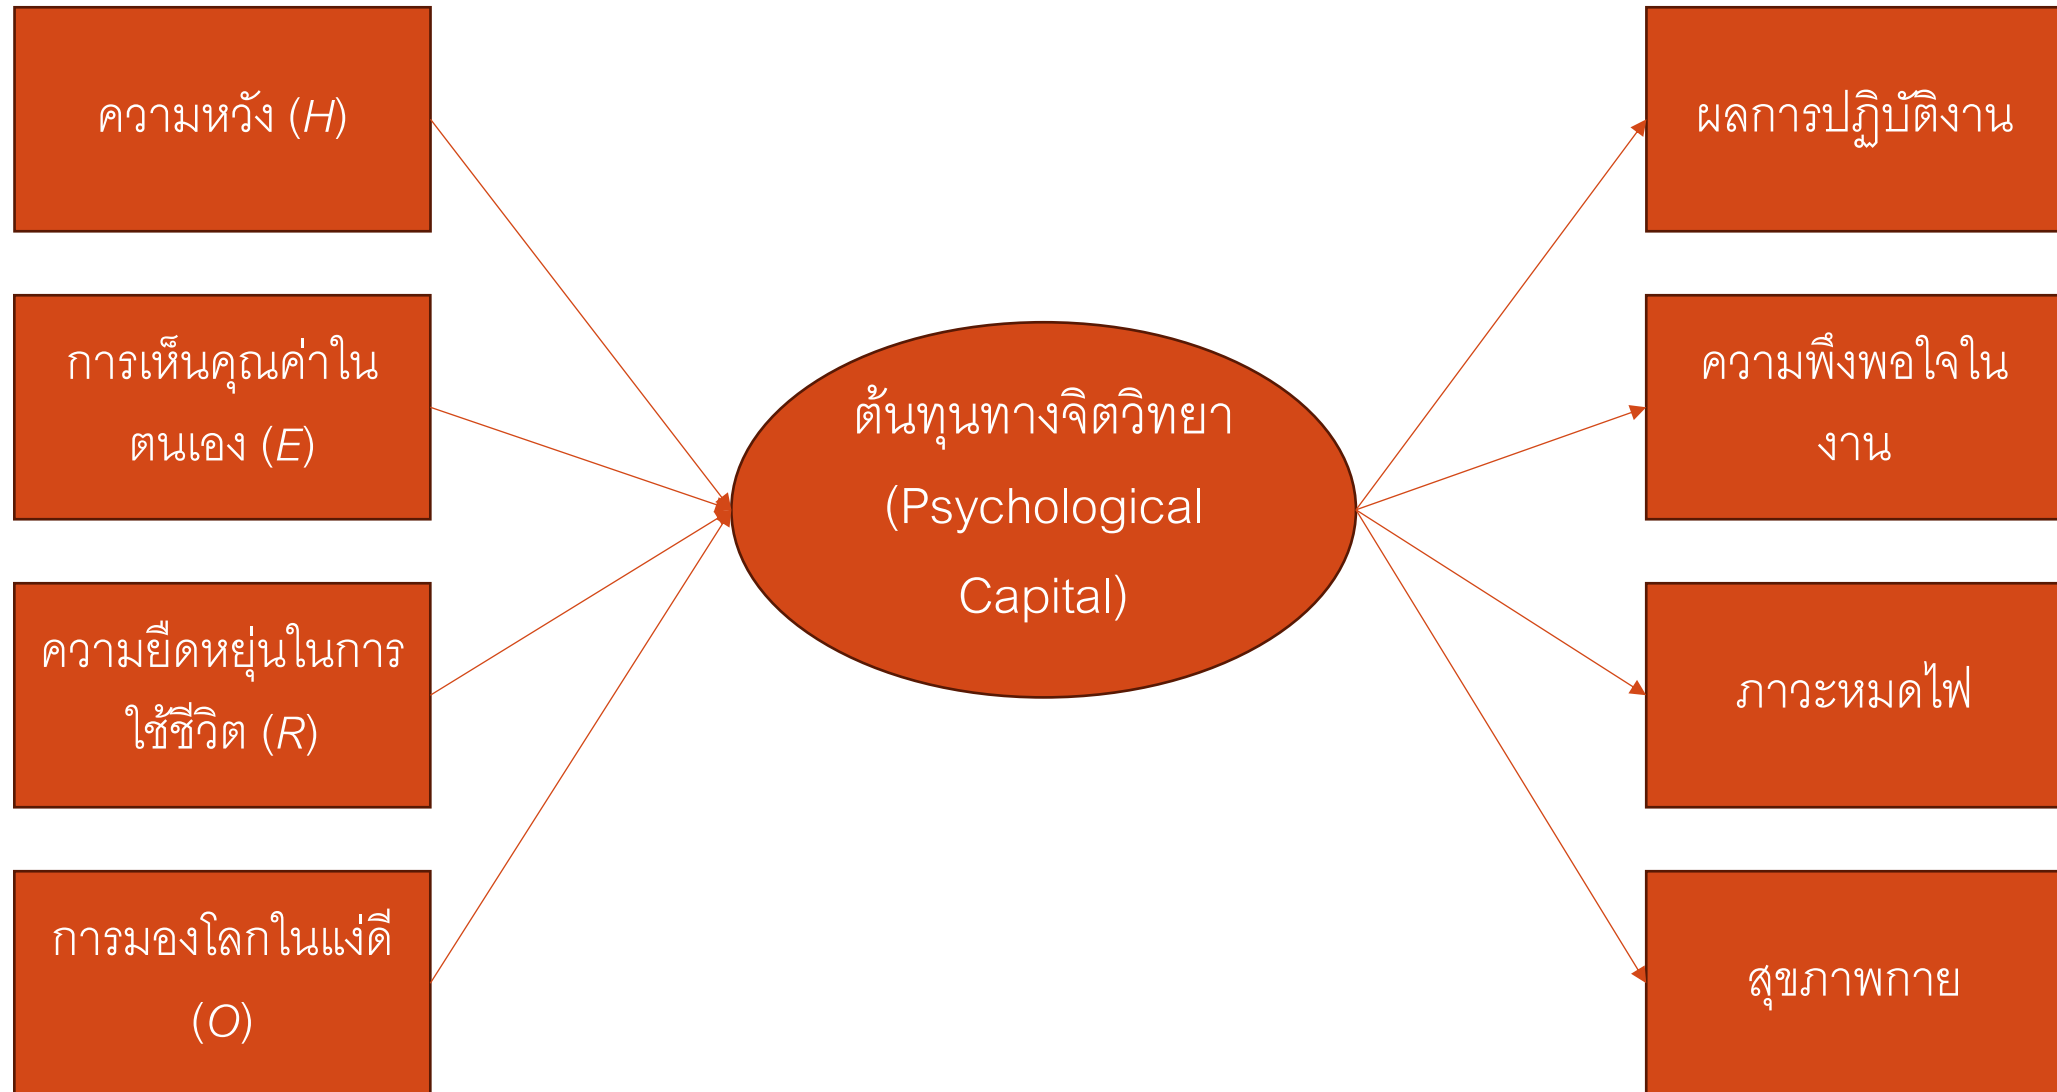 ความหวัง (H)
การเห็นคุณค่าใน
ตนเอง (E)
ความยืดหยุ่นในการ
ใช้ชีวิต (R)
การมองโลกในแง่ดี
(O)
ต้นทุนทางจิตวิทยา
(Psychological
Capital)
ผลการปฏิบัติงาน
ความพึงพอใจใน
งาน
ภาวะหมดไฟ
สุขภาพกาย